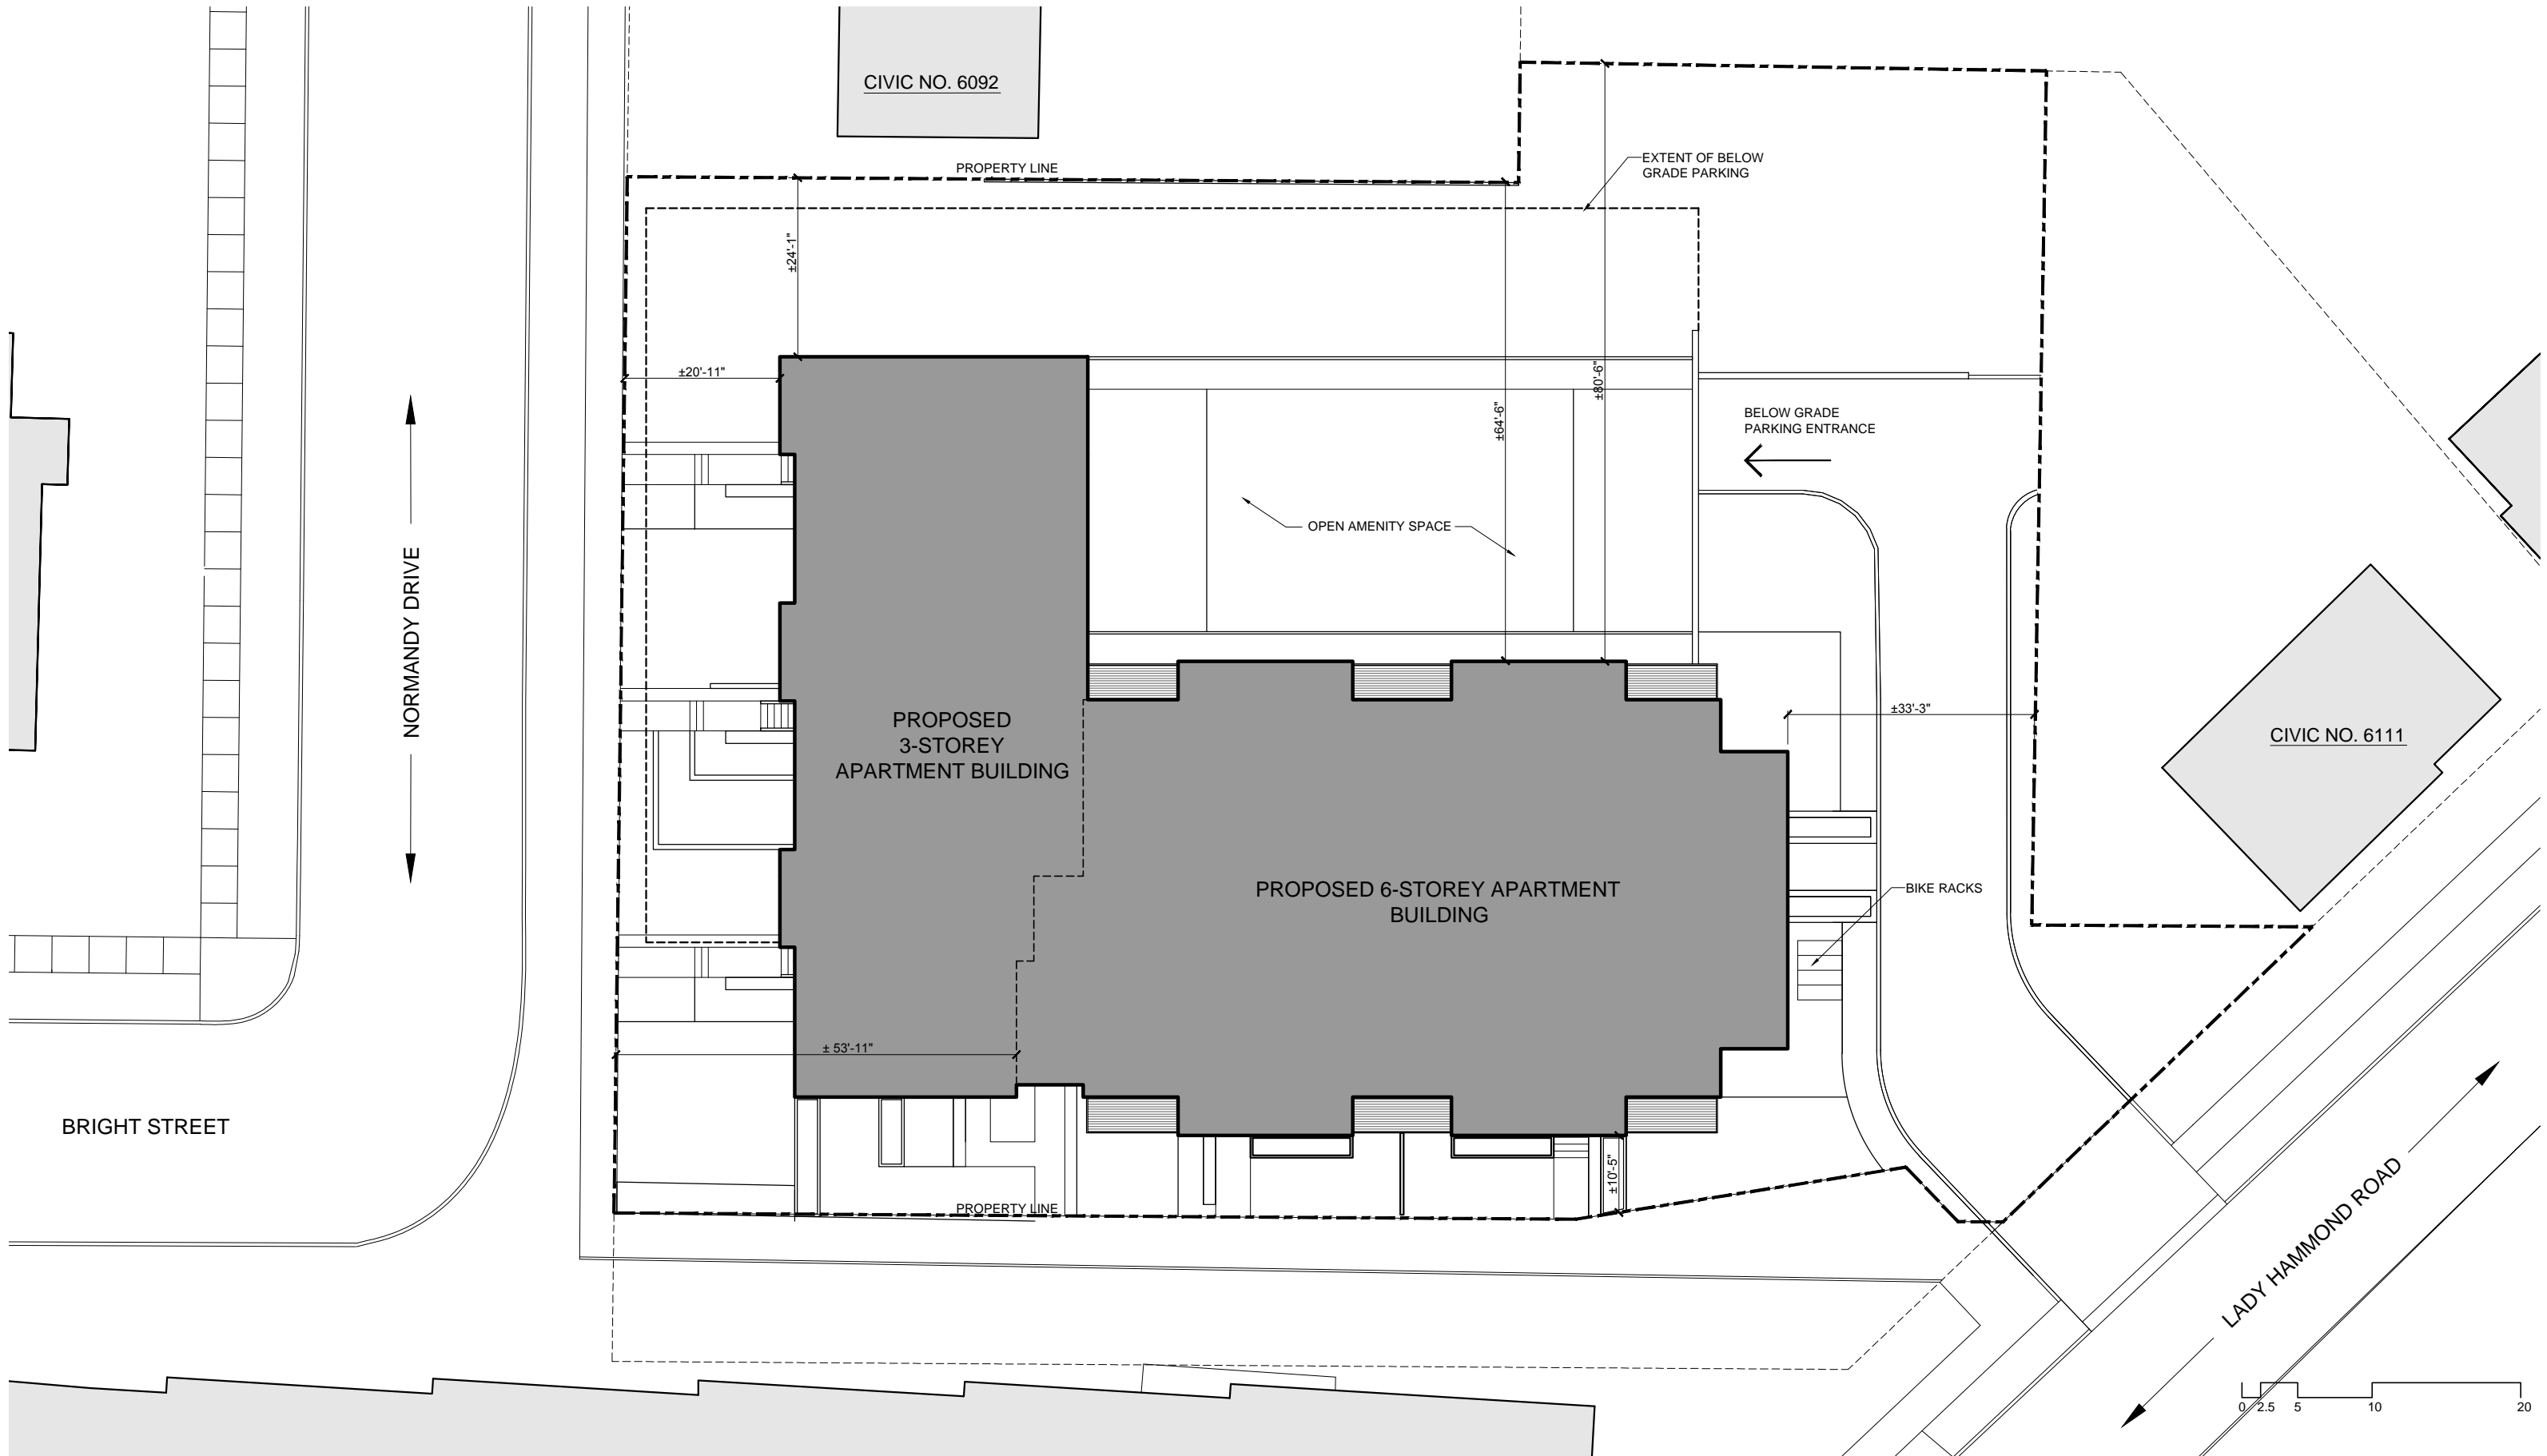 CIVIC NO. 6092
PROPERTY LINE
EXTENT OF BELOW
GRADE PARKING
±24'-1"
±20'-11"
±64'-6"
±80'-6"
BELOW GRADE
PARKING ENTRANCE
OPEN AMENITY SPACE
NORMANDY DRIVE
PROPOSED
3-STOREY
APARTMENT BUILDING
±33'-3"
CIVIC NO. 6111
PROPOSED 6-STOREY APARTMENT
BUILDING
BIKE RACKS
± 53'-11"
BRIGHT STREET
±10'-5"
PROPERTY LINE
LADY HAMMOND ROAD
0 2.5 5 10 20